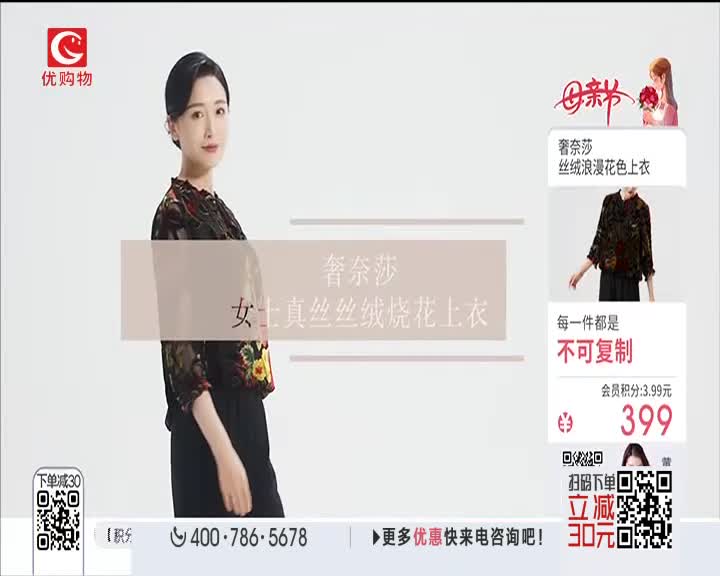 优购物
母亲节
奢奈莎
丝绒浪漫花色上衣
奢奈莎
女士真丝丝绒烧花上衣
每一件都是
不可复制
会员积分:3.99元
¥ 399
下单减30
扫码下单
立减
30元
【积分
400·786·5678
更多优惠快来电咨询吧!